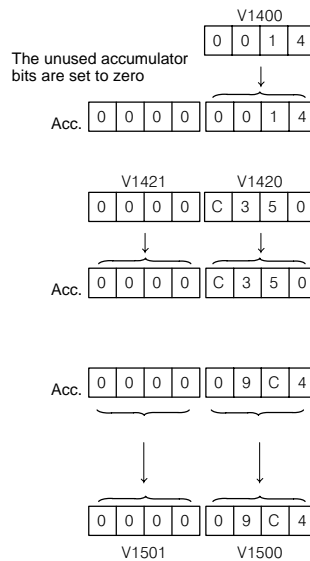 V1400
0 0 1 4
The unused accumulator
bits are set to zero
Acc. 0 0 0 0 0 0 1 4
V1421 V1420
0 0 0 0 C 3 5 0
Acc. 0 0 0 0 C 3 5 0
Acc. 0 0 0 0 0 9 C 4
0 0 0 0 0 9 C 4
V1501 V1500